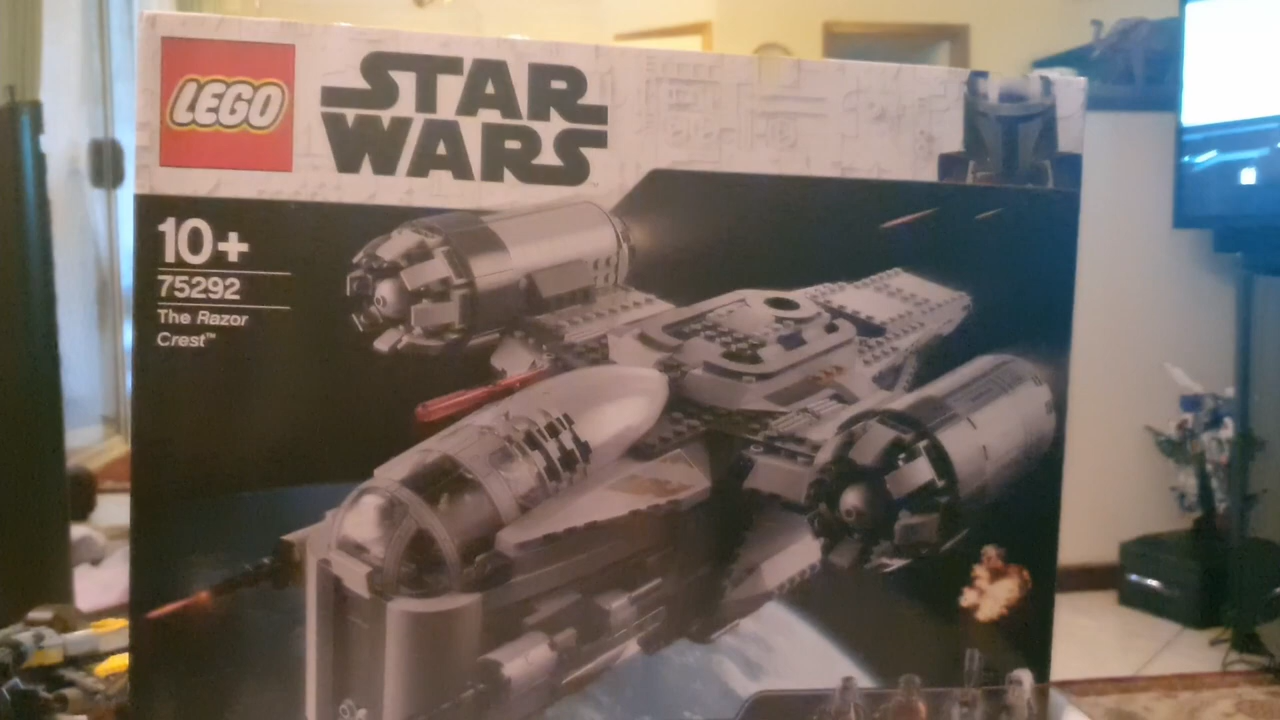 LEGO
STAR
WARS
10+
75292
The Razor
Crest™